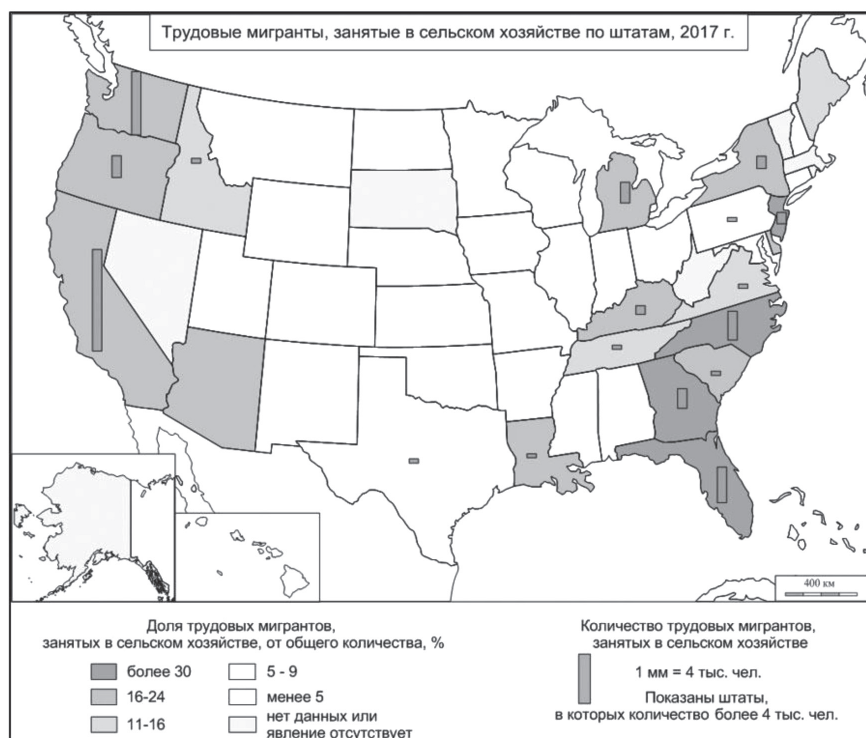 Трудовые мигранты, занятые в сельском хозяйстве по штатам, 2017 г.
400 км
Доля трудовых мигрантов,
занятых в сельском хозяйстве, от общего количества, %
более 30
16-24
11-16
5 - 9
менее 5
нет данных или
явление отсутствует
Количество трудовых мигрантов,
занятых в сельском хозяйстве
1 мм = 4 тыс. чел.
Показаны штаты,
в которых количество более 4 тыс. чел.